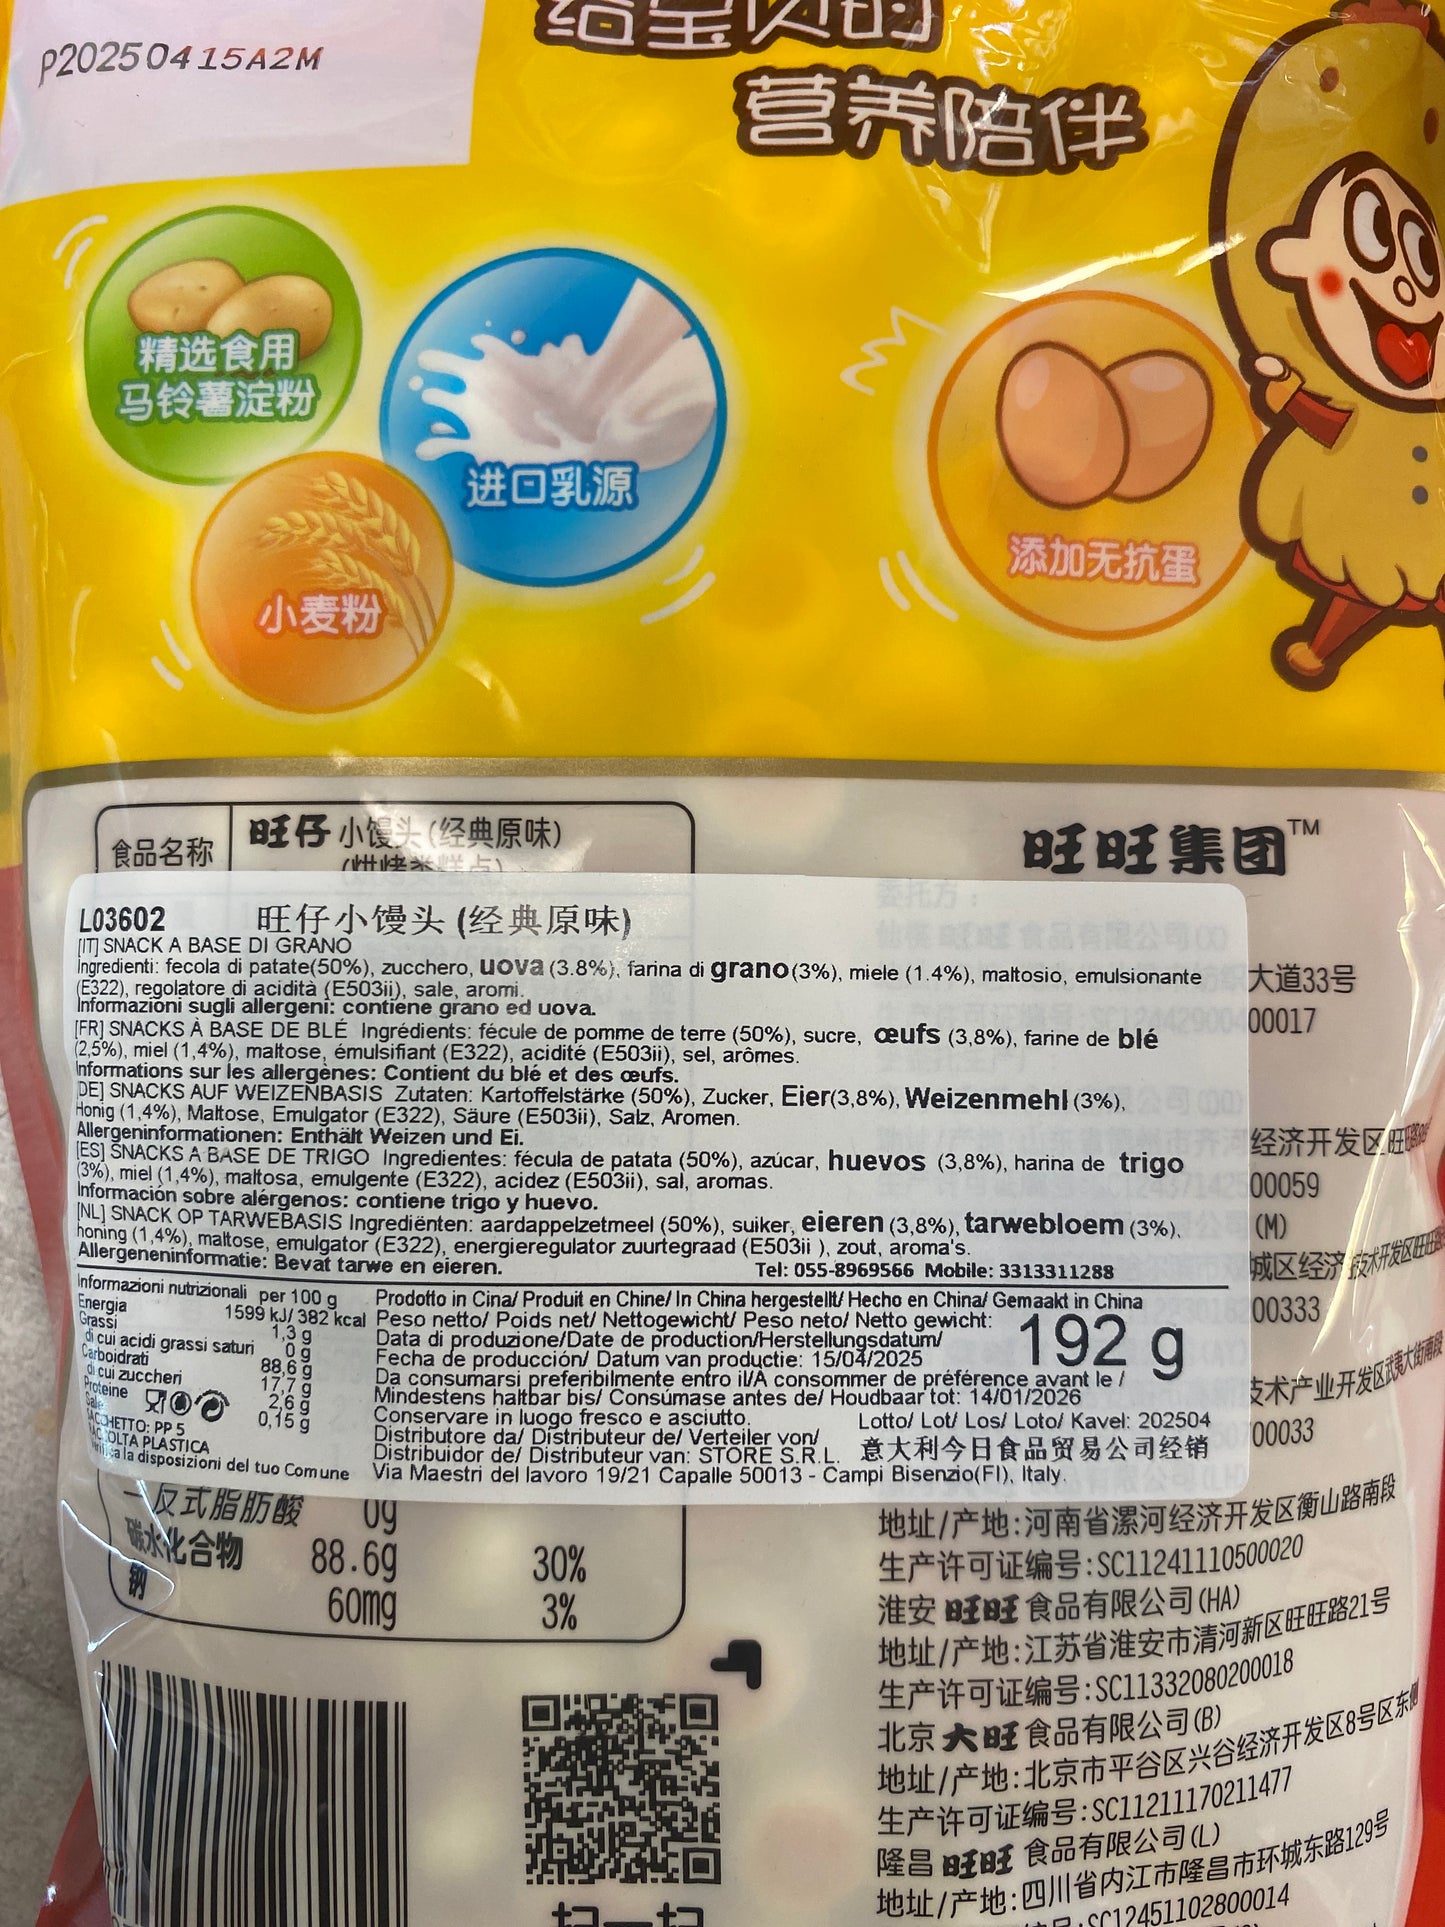 P20250415A2M
给宝贝的
营养陪伴
精选食用
马铃薯淀粉
进口乳源
小麦粉
添加无抗蛋
食品名称
旺仔 小馒头(经典原味)
(烘烤类糕点)
旺旺集团™
L03602 旺仔小馒头 (经典原味)
[IT] SNACK A BASE DI GRANO
Ingredienti: fecola di patate(50%), zucchero, uova (3.8%), farina di grano(3%), miele (1.4%), maltosio, emulsionante
(E322), regolatore di acidità (E503ii), sale, aromi.
Informazioni sugli allergeni: contiene grano ed uova.
[FR] SNACKS À BASE DE BLÉ Ingrédients: fécule de pomme de terre (50%), sucre, œufs (3,8%), farine de blé
(2,5%), miel (1,4%), maltose, émulsifiant (E322), acidité (E503ii), sel, arômes.
Informations sur les allergènes: Contient du blé et des œufs.
[DE] SNACKS AUF WEIZENBASIS Zutaten: Kartoffelstärke (50%), Zucker, Eier(3,8%), Weizenmehl (3%),
Honig (1,4%), Maltose, Emulgator (E322), Säure (E503ii), Salz, Aromen.
Allergeninformationen: Enthält Weizen und Ei.
[ES] SNACKS A BASE DE TRIGO Ingredientes: fécula de patata (50%), azúcar, huevos (3,8%), harina de trigo
(3%), miel (1,4%), maltosa, emulgente (E322), acidez (E503ii), sal, aromas.
Información sobre alérgenos: contiene trigo y huevo.
[NL] SNACK OP TARWEBASIS Ingrediënten: aardappelzetmeel (50%), suiker, eieren (3,8%), tarwebloem (3%),
honing (1,4%), maltose, emulgator (E322), energieregulator zuurtegraad (E503ii ), zout, aroma's.
Allergeneninformatie: Bevat tarwe en eieren.
Tel: 055-8969566 Mobile: 3313311288
Informazioni nutrizionali per 100 g
Energia 1599 kJ/ 382 kcal
Grassi 1,3 g
di cui acidi grassi saturi 0 g
Carboidrati 88,6 g
di cui zuccheri 17,7 g
Proteine 2,6 g
Sale 0,15 g
SACCHETTO: PP 5
RACCOLTA PLASTICA
Verifica la disposizioni del tuo Comune
Prodotto in Cina/ Produit en Chine/ In China hergestellt/ Hecho en China/ Gemaakt in China
Peso netto/ Poids net/ Nettogewicht/ Peso neto/ Netto gewicht: 192 g
Data di produzione/Date de production/Herstellungsdatum/
Fecha de producción/ Datum van productie: 15/04/2025
Da consumarsi preferibilmente entro il/A consommer de préférence avant le /
Mindestens haltbar bis/ Consúmase antes de/ Houdbaar tot: 14/01/2026
Conservare in luogo fresco e asciutto. Lotto/ Lot/ Los/ Loto/ Kavel: 202504
Distributore da/ Distributeur de/ Verteiler von/
Distribuidor de/ Distributeur van: STORE S.R.L. 意大利今日食品贸易公司经销
Via Maestri del lavoro 19/21 Capalle 50013 - Campi Bisenzio(FI), Italy.
大道33号
00017
经济开发区旺旺路
00059
(M)
城区经济技术开发区旺旺路
00333
技术产业开发区武夷大街南段
00033
—反式脂肪酸 0g
碳水化合物 88.6g 30%
钠 60mg 3%
地址/产地:河南省漯河经济开发区衡山路南段
生产许可证编号:SC11241110500020
淮安 旺旺 食品有限公司(HA)
地址/产地:江苏省淮安市清河新区旺旺路21号
生产许可证编号:SC11332080200018
北京 大旺 食品有限公司(B)
地址/产地:北京市平谷区兴谷经济开发区8号区东侧
生产许可证编号:SC11211170211477
隆昌 旺旺 食品有限公司(L)
地址/产地:四川省内江市隆昌市环城东路129号
编号:SC12451102800014
扫一扫